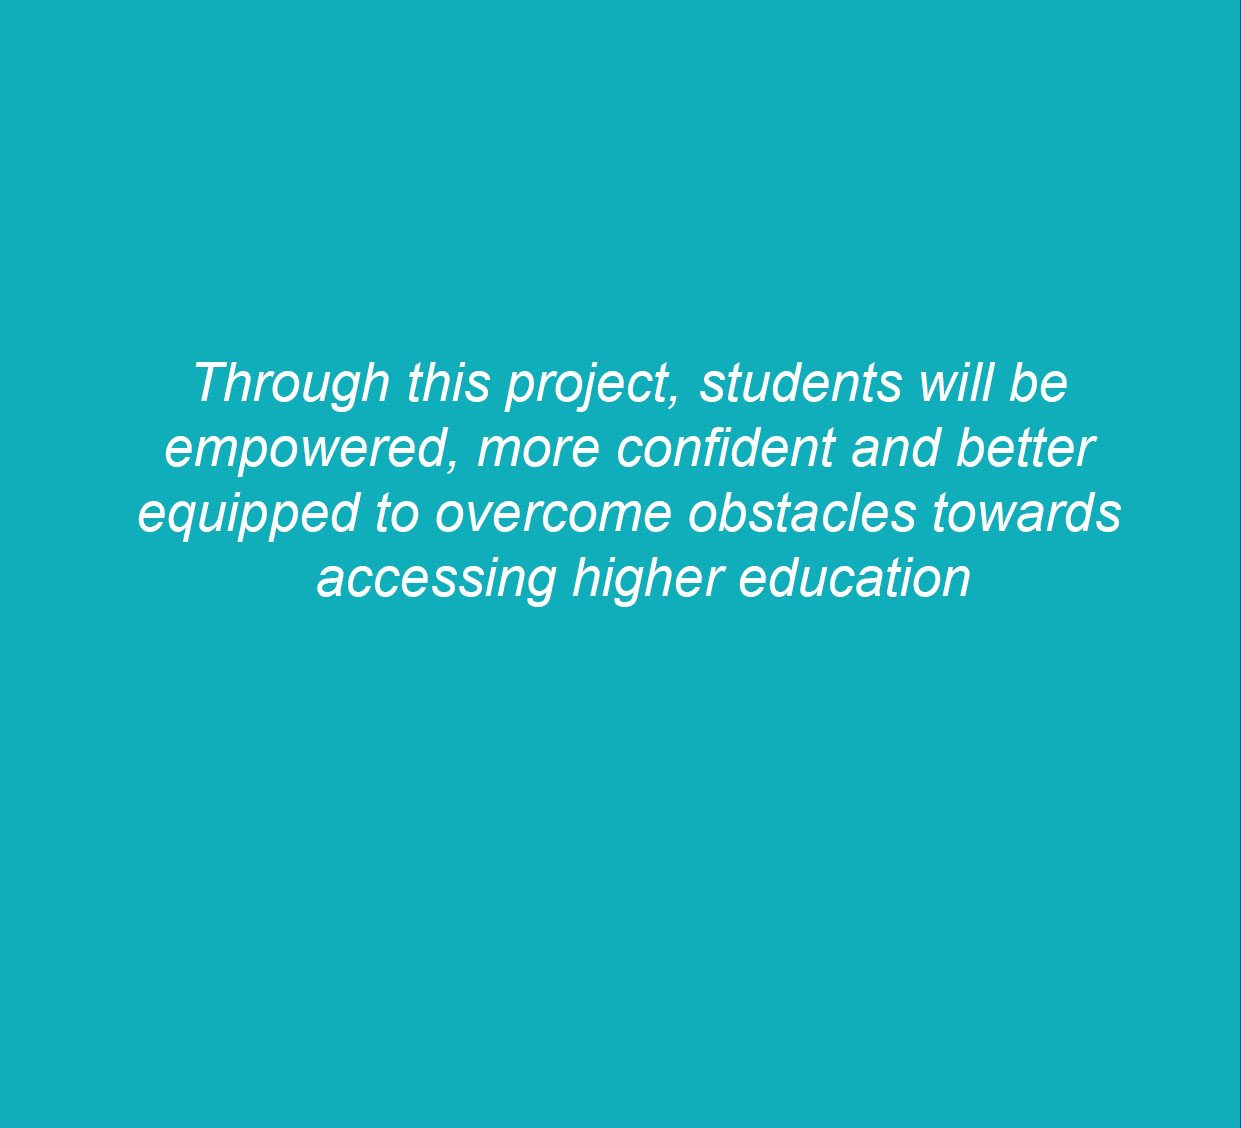 Through this project, students will be
empowered, more confident and better
equipped to overcome obstacles towards
accessing higher education